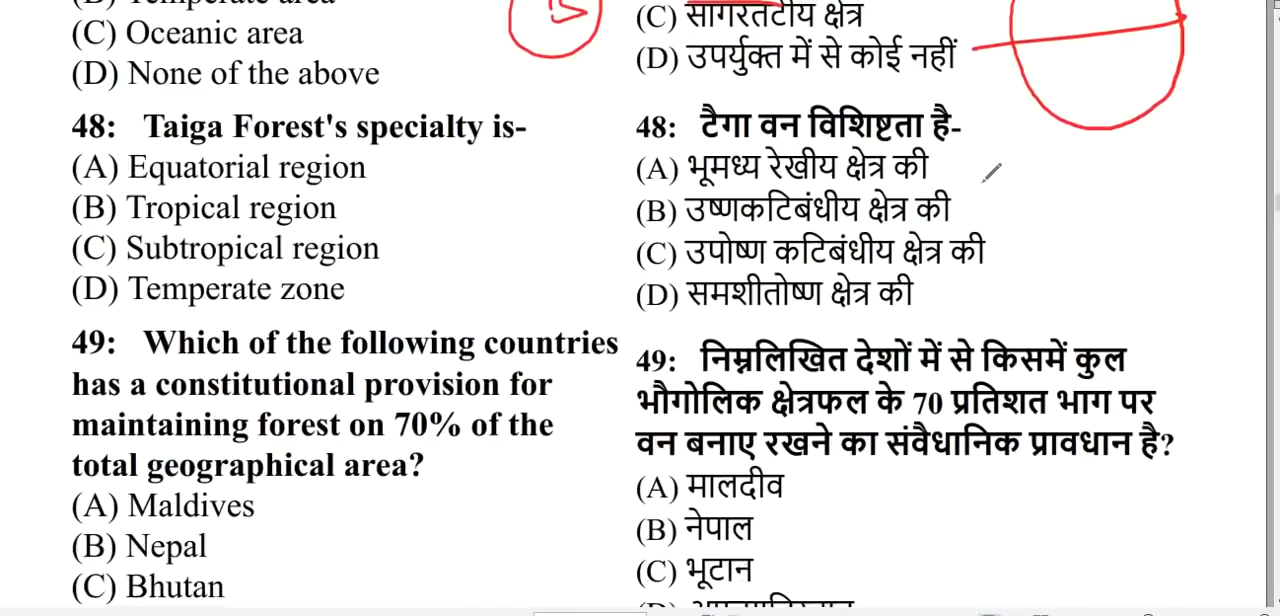 (B) Temperate area
(C) Oceanic area
(D) None of the above
48: Taiga Forest's specialty is-
(A) Equatorial region
(B) Tropical region
(C) Subtropical region
(D) Temperate zone
49: Which of the following countries
has a constitutional provision for
maintaining forest on 70% of the
total geographical area?
(A) Maldives
(B) Nepal
(C) Bhutan
(C) सागरतटीय क्षेत्र
(D) उपर्युक्त में से कोई नहीं
48: टैगा वन विशिष्टता है-
(A) भूमध्य रेखीय क्षेत्र की
(B) उष्णकटिबंधीय क्षेत्र की
(C) उपोष्ण कटिबंधीय क्षेत्र की
(D) समशीतोष्ण क्षेत्र की
49: निम्नलिखित देशों में से किसमें कुल
भौगोलिक क्षेत्रफल के 70 प्रतिशत भाग पर
वन बनाए रखने का संवैधानिक प्रावधान है?
(A) मालदीव
(B) नेपाल
(C) भूटान